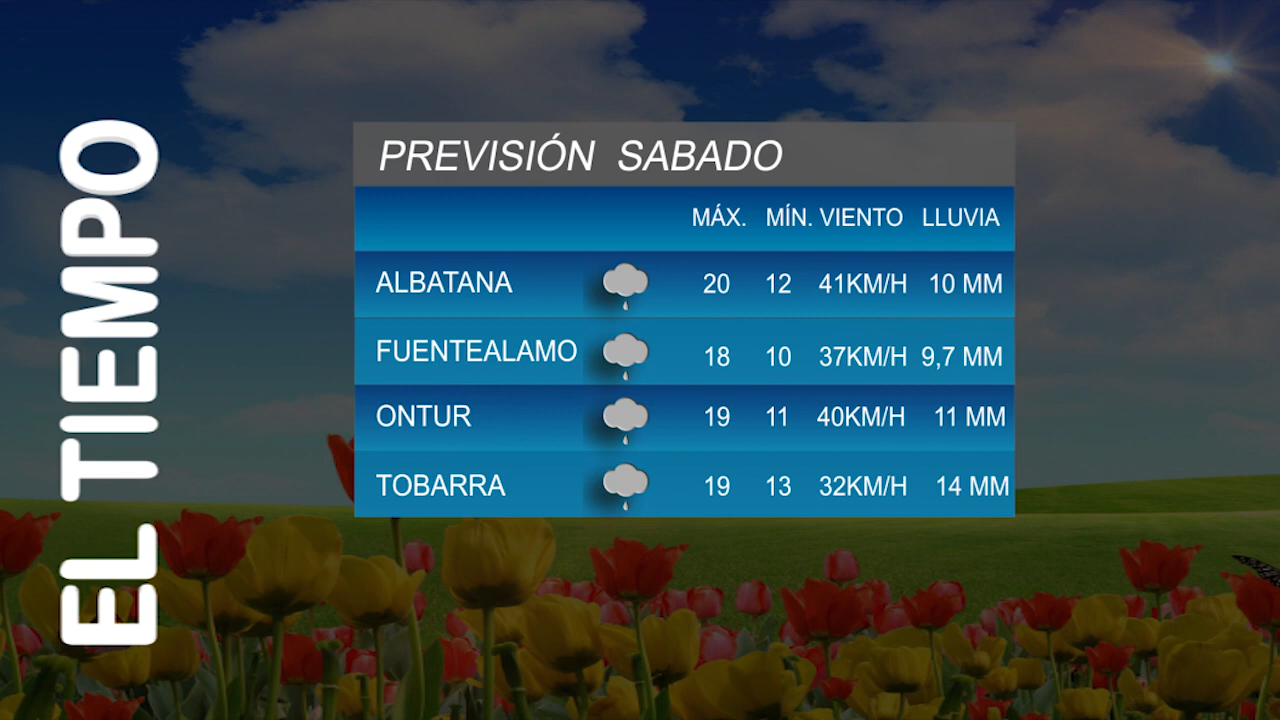 EL TIEMPO
PREVISIÓN SABADO
MÁX. MÍN. VIENTO LLUVIA
ALBATANA 20 12 41KM/H 10 MM
FUENTEALAMO 18 10 37KM/H 9,7 MM
ONTUR 19 11 40KM/H 11 MM
TOBARRA 19 13 32KM/H 14 MM